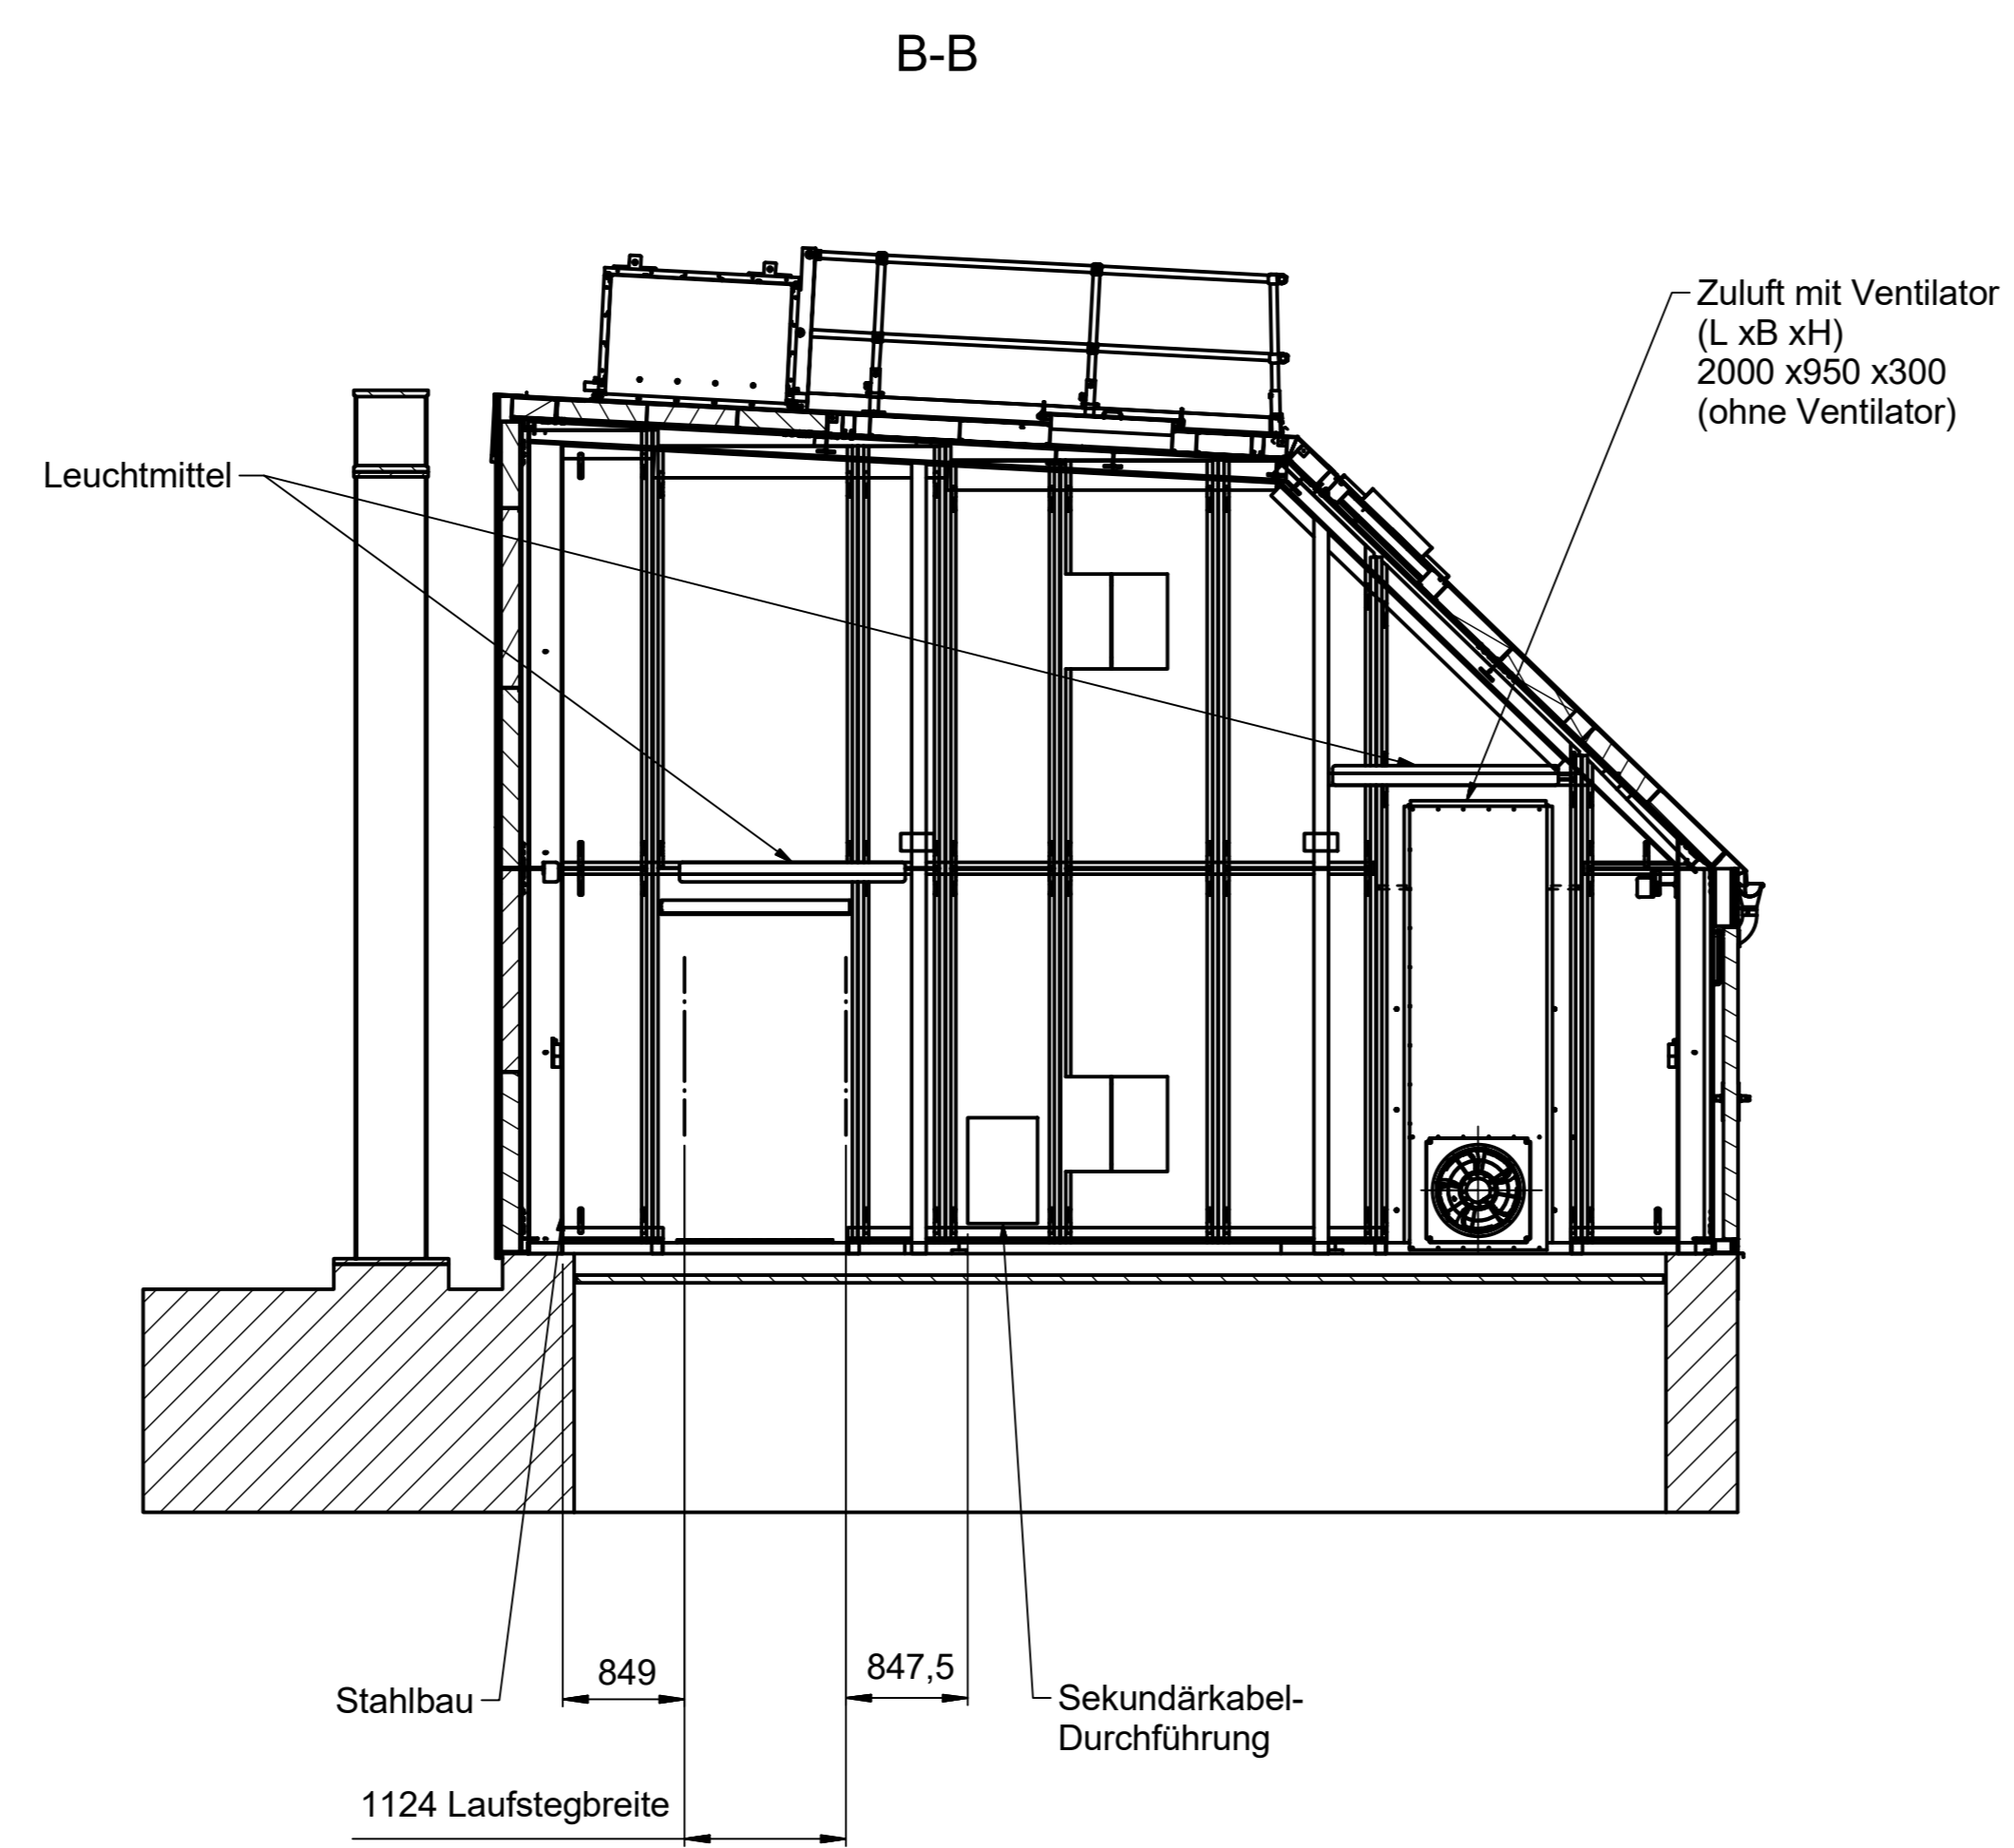 B-B
Zuluft mit Ventilator
(L xB xH)
2000 x950 x300
(ohne Ventilator)
Leuchtmittel
849
847,5
Stahlbau
Sekundärkabel-
Durchführung
1124 Laufstegbreite